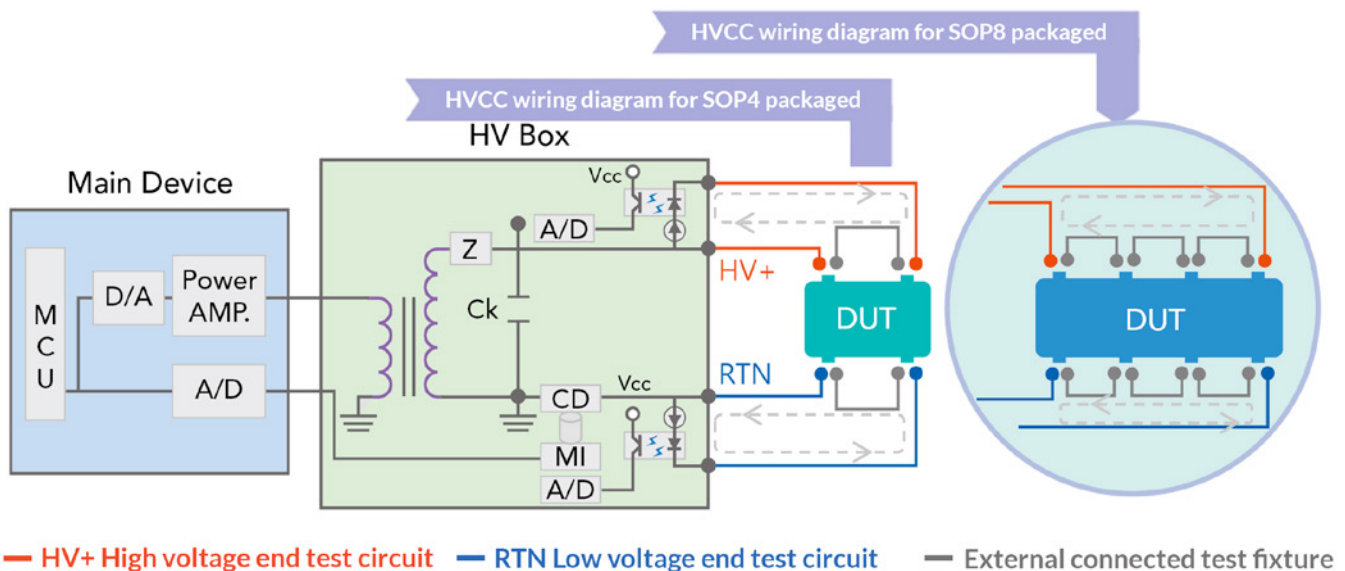 HVCC wiring diagram for SOP8 packaged
HVCC wiring diagram for SOP4 packaged
HV Box
Main Device
MCU
D/A
Power
AMP.
A/D
Z
Ck
Vcc
A/D
CD
MI
Vcc
A/D
HV+
RTN
DUT
DUT
HV+ High voltage end test circuit
RTN Low voltage end test circuit
External connected test fixture